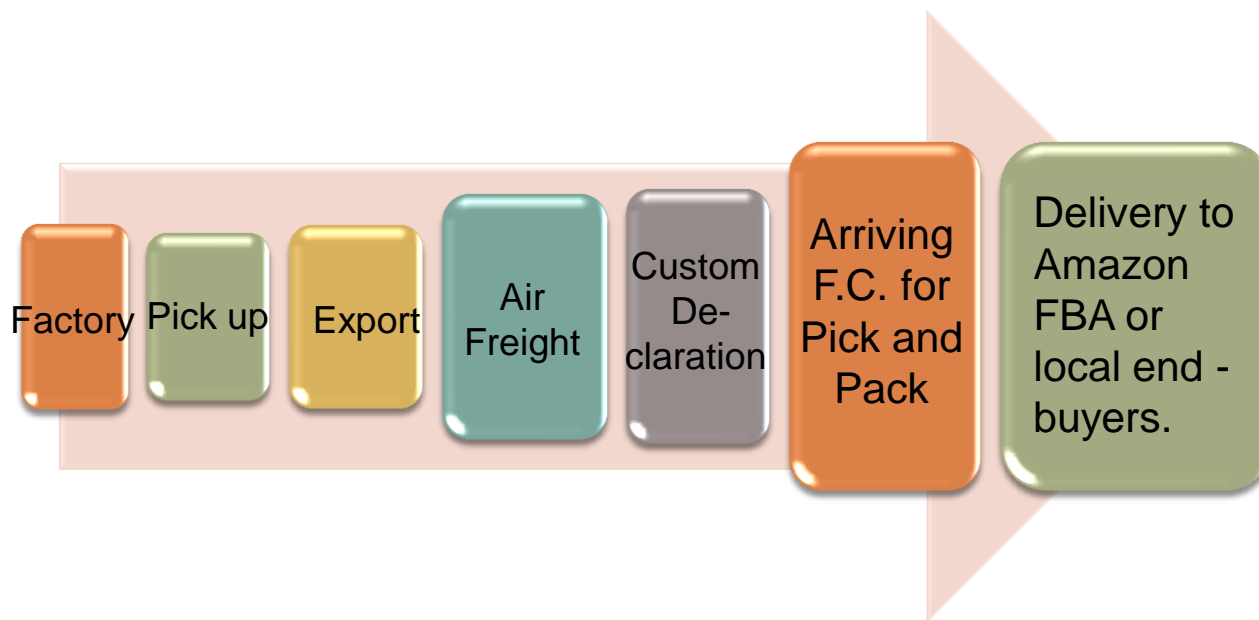 Factory
Pick up
Export
Air
Freight
Custom
De-
claration
Arriving
F.C. for
Pick and
Pack
Delivery to
Amazon
FBA or
local end -
buyers.